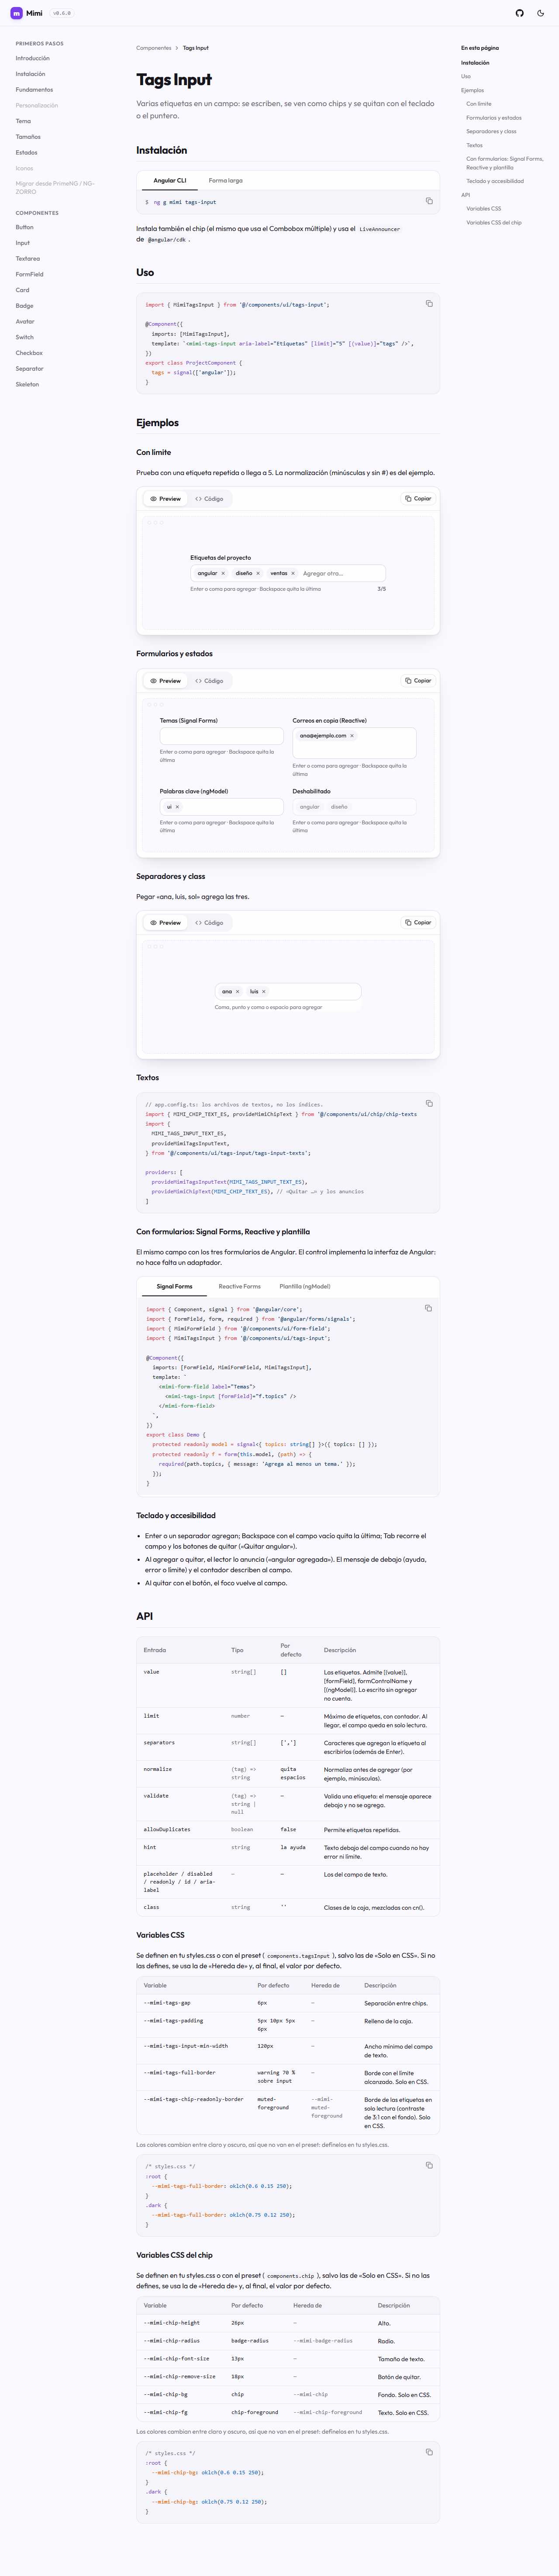 m Mimi v0.6.0
PRIMEROS PASOS
Introducción
Instalación
Fundamentos
Personalización
Tema
Tamaños
Estados
Iconos
Migrar desde PrimeNG / NG-
ZORRO
COMPONENTES
Button
Input
Textarea
FormField
Card
Badge
Avatar
Switch
Checkbox
Separator
Skeleton
Componentes > Tags Input
Tags Input
Varias etiquetas en un campo: se escriben, se ven como chips y se quitan con el teclado
o el puntero.
Instalación
Angular CLI Forma larga
$ ng g mimi tags-input
Instala también el chip (el mismo que usa el Combobox múltiple) y usa el LiveAnnouncer
de @angular/cdk .
Uso
import { MimiTagsInput } from '@/components/ui/tags-input';
@Component({
imports: [MimiTagsInput],
template: `<mimi-tags-input aria-label="Etiquetas" [limit]="5" [(value)]="tags" />`,
})
export class ProjectComponent {
tags = signal(['angular']);
}
Ejemplos
Con límite
Prueba con una etiqueta repetida o llega a 5. La normalización (minúsculas y sin #) es del ejemplo.
Preview Código Copiar
Etiquetas del proyecto
angular × diseño × ventas × Agregar otra…
Enter o coma para agregar · Backspace quita la última 3/5
Formularios y estados
Preview Código Copiar
Temas (Signal Forms)
Enter o coma para agregar · Backspace quita la
última
Correos en copia (Reactive)
ana@ejemplo.com ×
Enter o coma para agregar · Backspace quita la
última
Palabras clave (ngModel)
ui ×
Enter o coma para agregar · Backspace quita la
última
Deshabilitado
angular diseño
Enter o coma para agregar · Backspace quita la
última
Separadores y class
Pegar «ana, luis, sol» agrega las tres.
Preview Código Copiar
ana × luis ×
Coma, punto y coma o espacio para agregar
Textos
// app.config.ts: los archivos de textos, no los índices.
import { MIMI_CHIP_TEXT_ES, provideMimiChipText } from '@/components/ui/chip/chip-texts
import {
MIMI_TAGS_INPUT_TEXT_ES,
provideMimiTagsInputText,
} from '@/components/ui/tags-input/tags-input-texts';
providers: [
provideMimiTagsInputText(MIMI_TAGS_INPUT_TEXT_ES),
provideMimiChipText(MIMI_CHIP_TEXT_ES), // «Quitar …» y los anuncios
]
Con formularios: Signal Forms, Reactive y plantilla
El mismo campo con los tres formularios de Angular. El control implementa la interfaz de Angular:
no hace falta un adaptador.
Signal Forms Reactive Forms Plantilla (ngModel)
import { Component, signal } from '@angular/core';
import { FormField, form, required } from '@angular/forms/signals';
import { MimiFormField } from '@/components/ui/form-field';
import { MimiTagsInput } from '@/components/ui/tags-input';
@Component({
imports: [FormField, MimiFormField, MimiTagsInput],
template: `
<mimi-form-field label="Temas">
<mimi-tags-input [formField]="f.topics" />
</mimi-form-field>
`,
})
export class Demo {
protected readonly model = signal<{ topics: string[] }>({ topics: [] });
protected readonly f = form(this.model, (path) => {
required(path.topics, { message: 'Agrega al menos un tema.' });
});
}
Teclado y accesibilidad
• Enter o un separador agregan; Backspace con el campo vacío quita la última; Tab recorre el
campo y los botones de quitar («Quitar angular»).
• Al agregar o quitar, el lector lo anuncia («angular agregada»). El mensaje de debajo (ayuda,
error o límite) y el contador describen al campo.
• Al quitar con el botón, el foco vuelve al campo.
API
Entrada Tipo Por
defecto Descripción
value string[] [] Las etiquetas. Admite [(value)],
[formField], formControlName y
[(ngModel)]. Lo escrito sin agregar
no cuenta.
limit number — Máximo de etiquetas, con contador. Al
llegar, el campo queda en solo lectura.
separators string[] [','] Caracteres que agregan la etiqueta al
escribirlos (además de Enter).
normalize (tag) =>
string quita
espacios Normaliza antes de agregar (por
ejemplo, minúsculas).
validate (tag) =>
string |
null — Valida una etiqueta: el mensaje aparece
debajo y no se agrega.
allowDuplicates boolean false Permite etiquetas repetidas.
hint string la ayuda Texto debajo del campo cuando no hay
error ni límite.
placeholder / disabled
/ readonly / id / aria-
label — — Los del campo de texto.
class string '' Clases de la caja, mezcladas con cn().
Variables CSS
Se definen en tu styles.css o con el preset ( components.tagsInput ), salvo las de «Solo en CSS». Si no
las defines, se usa la de «Hereda de» y, al final, el valor por defecto.
Variable Por defecto Hereda de Descripción
--mimi-tags-gap 6px — Separación entre chips.
--mimi-tags-padding 5px 10px 5px
6px — Relleno de la caja.
--mimi-tags-input-min-width 120px — Ancho mínimo del campo
de texto.
--mimi-tags-full-border warning 70 %
sobre input — Borde con el límite
alcanzado. Solo en CSS.
--mimi-tags-chip-readonly-border muted-
foreground --mimi-
muted-
foreground Borde de las etiquetas en
solo lectura (contraste
de 3:1 con el fondo). Solo
en CSS.
Los colores cambian entre claro y oscuro, así que no van en el preset: defínelos en tu styles.css.
/* styles.css */
:root {
--mimi-tags-full-border: oklch(0.6 0.15 250);
}
.dark {
--mimi-tags-full-border: oklch(0.75 0.12 250);
}
Variables CSS del chip
Se definen en tu styles.css o con el preset ( components.chip ), salvo las de «Solo en CSS». Si no las
defines, se usa la de «Hereda de» y, al final, el valor por defecto.
Variable Por defecto Hereda de Descripción
--mimi-chip-height 26px — Alto.
--mimi-chip-radius badge-radius --mimi-badge-radius Radio.
--mimi-chip-font-size 13px — Tamaño de texto.
--mimi-chip-remove-size 18px — Botón de quitar.
--mimi-chip-bg chip --mimi-chip Fondo. Solo en CSS.
--mimi-chip-fg chip-foreground --mimi-chip-foreground Texto. Solo en CSS.
Los colores cambian entre claro y oscuro, así que no van en el preset: defínelos en tu styles.css.
/* styles.css */
:root {
--mimi-chip-bg: oklch(0.6 0.15 250);
}
.dark {
--mimi-chip-bg: oklch(0.75 0.12 250);
}
En esta página
Instalación
Uso
Ejemplos
Con límite
Formularios y estados
Separadores y class
Textos
Con formularios: Signal Forms,
Reactive y plantilla
Teclado y accesibilidad
API
Variables CSS
Variables CSS del chip